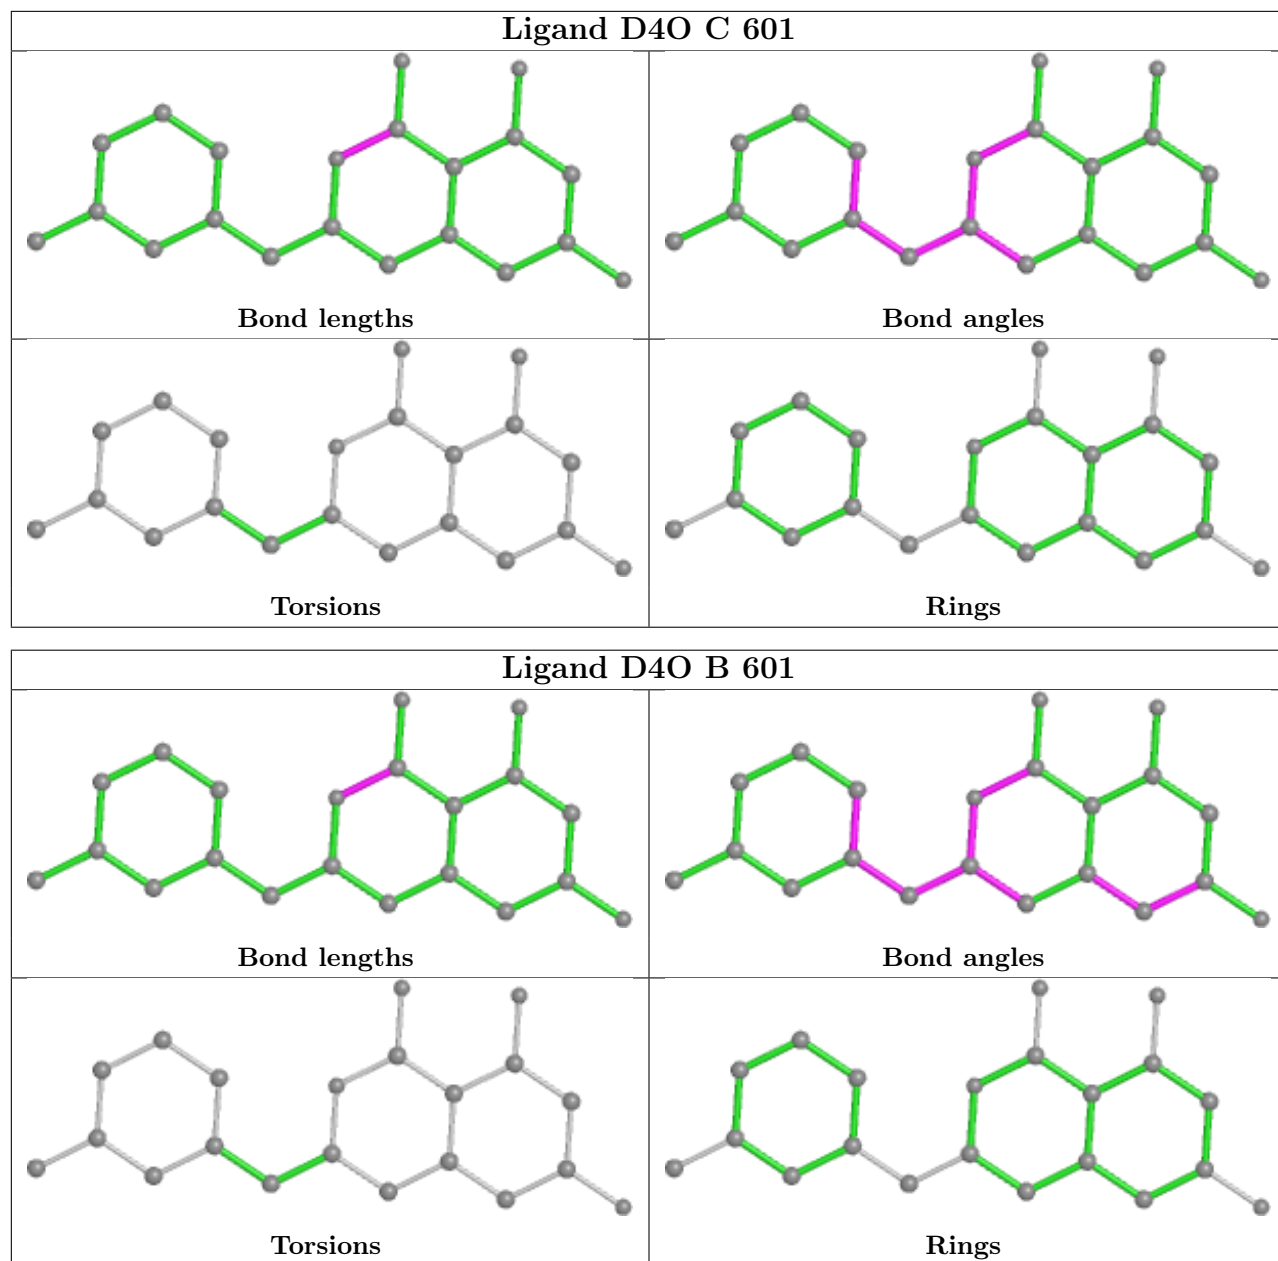 Ligand D4O C 601
Bond lengths
Bond angles
Torsions
Rings
Ligand D4O B 601
Bond lengths
Bond angles
Torsions
Rings